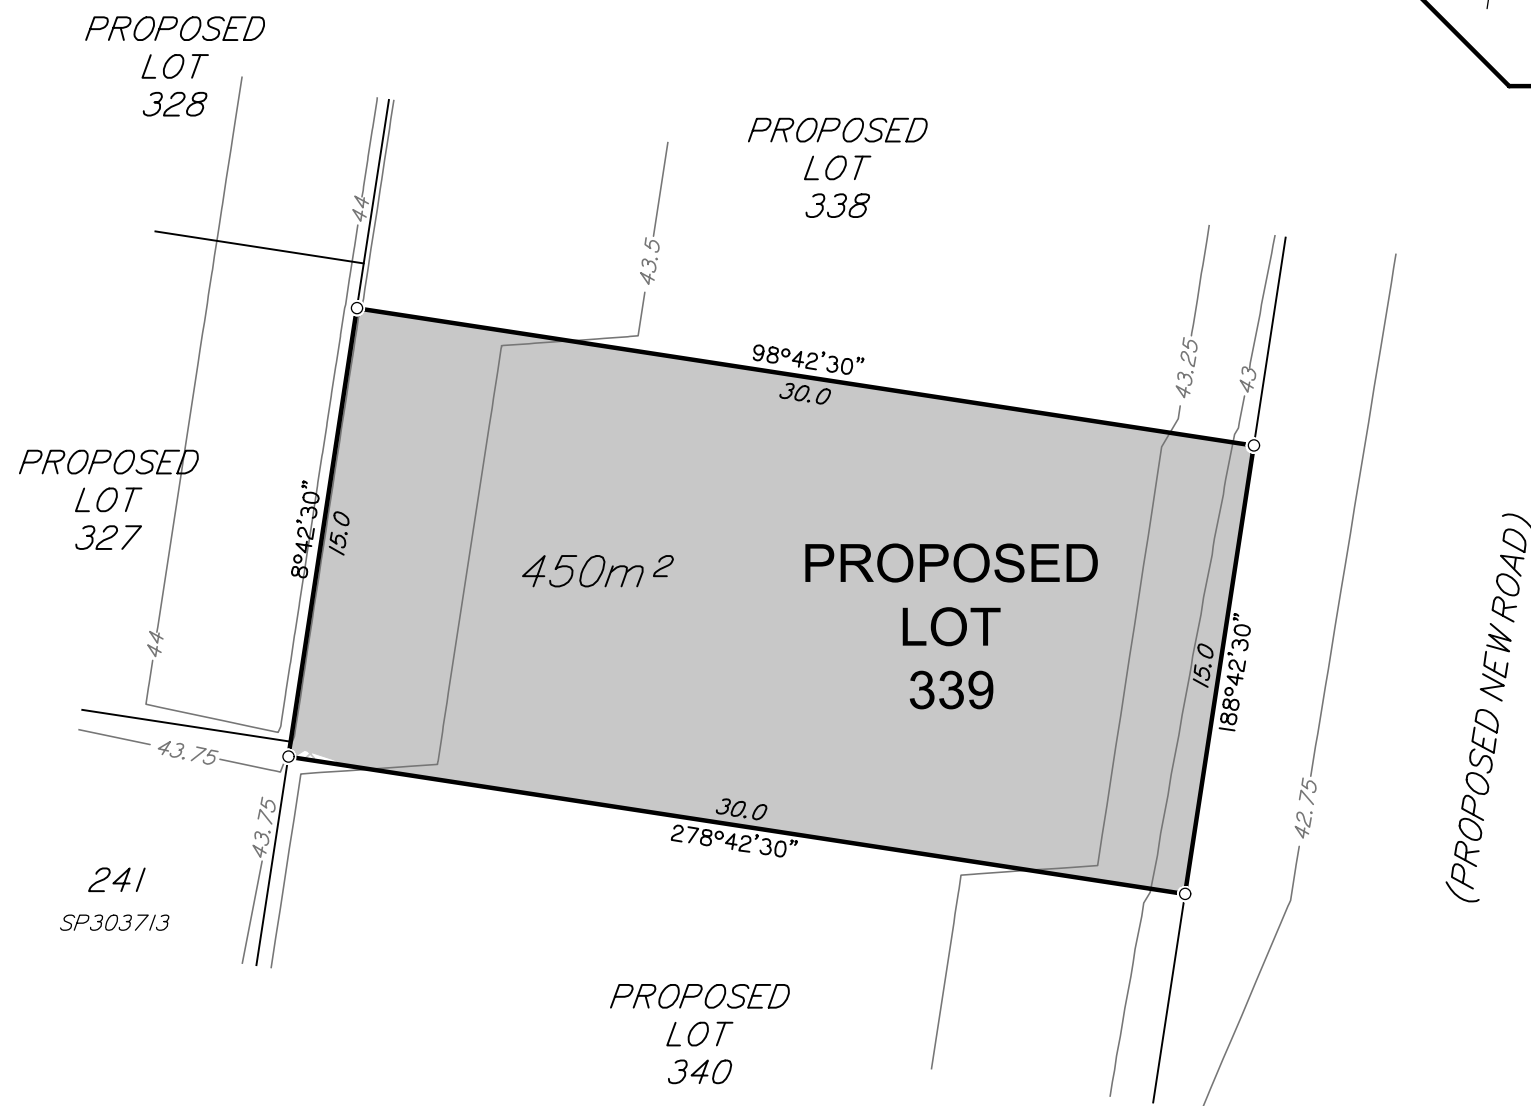 PROPOSED
LOT
328
PROPOSED
LOT
338
44
43.5
43.25
43
98°42'30"
30.0
PROPOSED
LOT
327
8°42'30"
15.0
450m²
PROPOSED
LOT
339
15.0
188°42'30"
(PROPOSED NEW ROAD)
44
43.75
43.75
30.0
278°42'30"
42.75
241
SP303713
PROPOSED
LOT
340